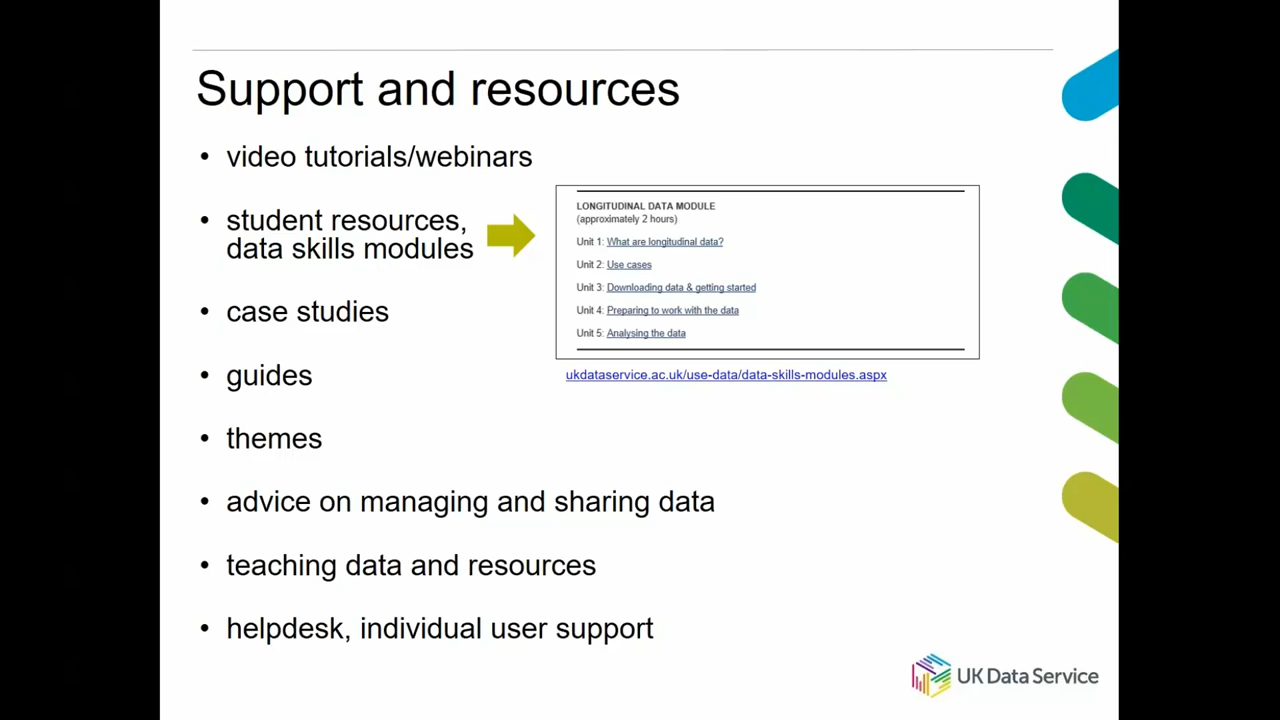 Support and resources
• video tutorials/webinars
• student resources,
data skills modules
LONGITUDINAL DATA MODULE
(approximately 2 hours)
Unit 1: What are longitudinal data?
Unit 2: Use cases
Unit 3: Downloading data & getting started
Unit 4: Preparing to work with the data
Unit 5: Analysing the data
ukdataservice.ac.uk/use-data/data-skills-modules.aspx
• case studies
• guides
• themes
• advice on managing and sharing data
• teaching data and resources
• helpdesk, individual user support
UK Data Service